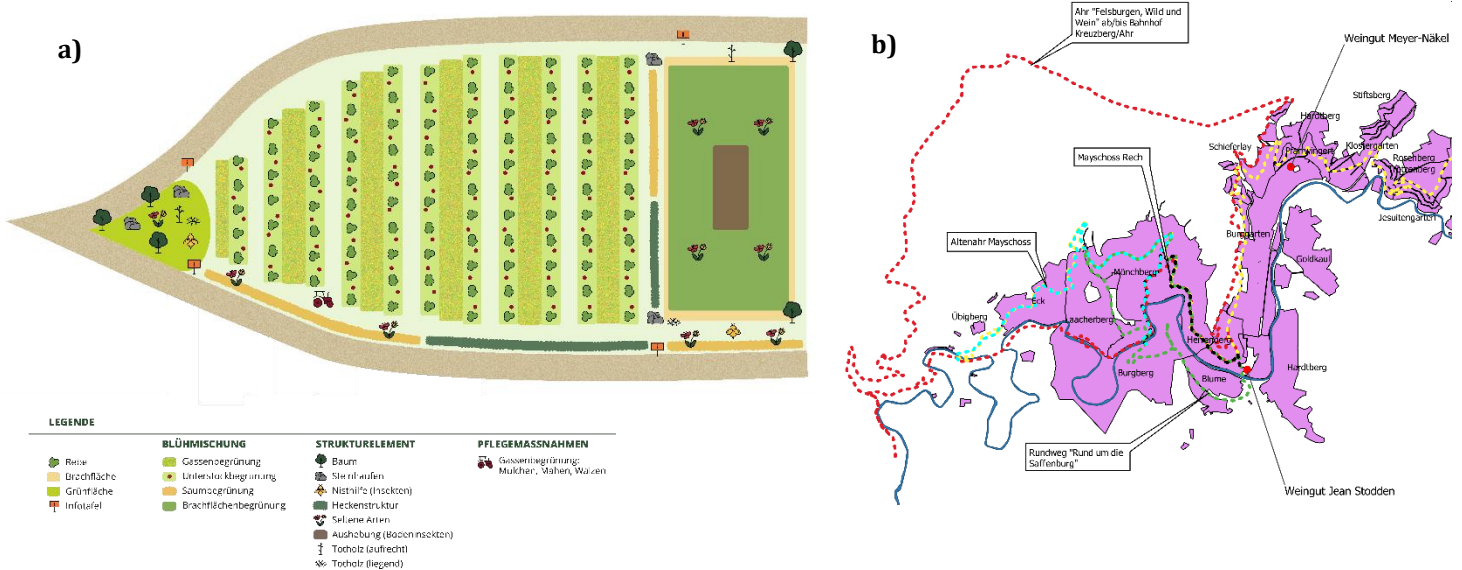 a)
LEGENDE
Rebe
Brachfläche
Grünfläche
Infotafel
BLÜHMISCHUNG
Gassenbegrünung
Unterstockbegrünung
Saumbegrünung
Brachflächenbegrünung
STRUKTURELEMENT
Baum
Steinhaufen
Nisthilfe (Insekten)
Heckenstruktur
Seltene Arten
Aushebung (Bodeninsekten)
Totholz (aufrecht)
Totholz (liegend)
PFLEGEMASSNAHMEN
Gassenbegrünung:
Mulchen, Mähen, Walzen
b)
Ahr "Felsburgen, Wild und
Wein" ab/bis Bahnhof
Kreuzberg/Ahr
Weingut Meyer-Näkel
Stiftsberg
Hardtberg
Schieferlay
Pfarrwingert
Klostergarten
Rosenberg
Mayschoss Rech
Jesuitengarten
Burggarten
Altenahr Mayschoss
Goldkaul
Mönchberg
Eck
Übigberg
Laacherberg
Herrenberg
Burgberg
Blume
Hardtberg
Rundweg "Rund um die
Saffenburg"
Weingut Jean Stodden